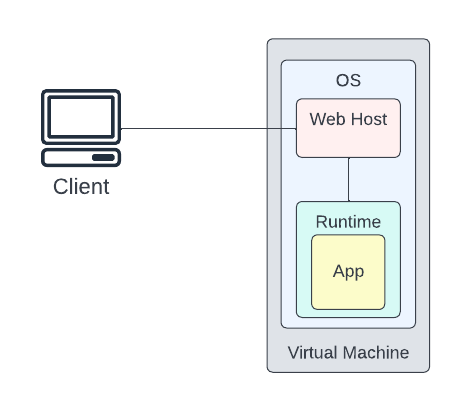 OS
Web Host
Client
Runtime
App
Virtual Machine